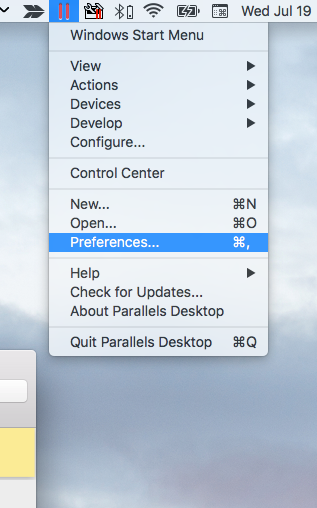 Wed Jul 19
Windows Start Menu
View
Actions
Devices
Develop
Configure...
Control Center
New... ⌘N
Open... ⌘O
Preferences... ⌘,
Help
Check for Updates...
About Parallels Desktop
Quit Parallels Desktop ⌘Q